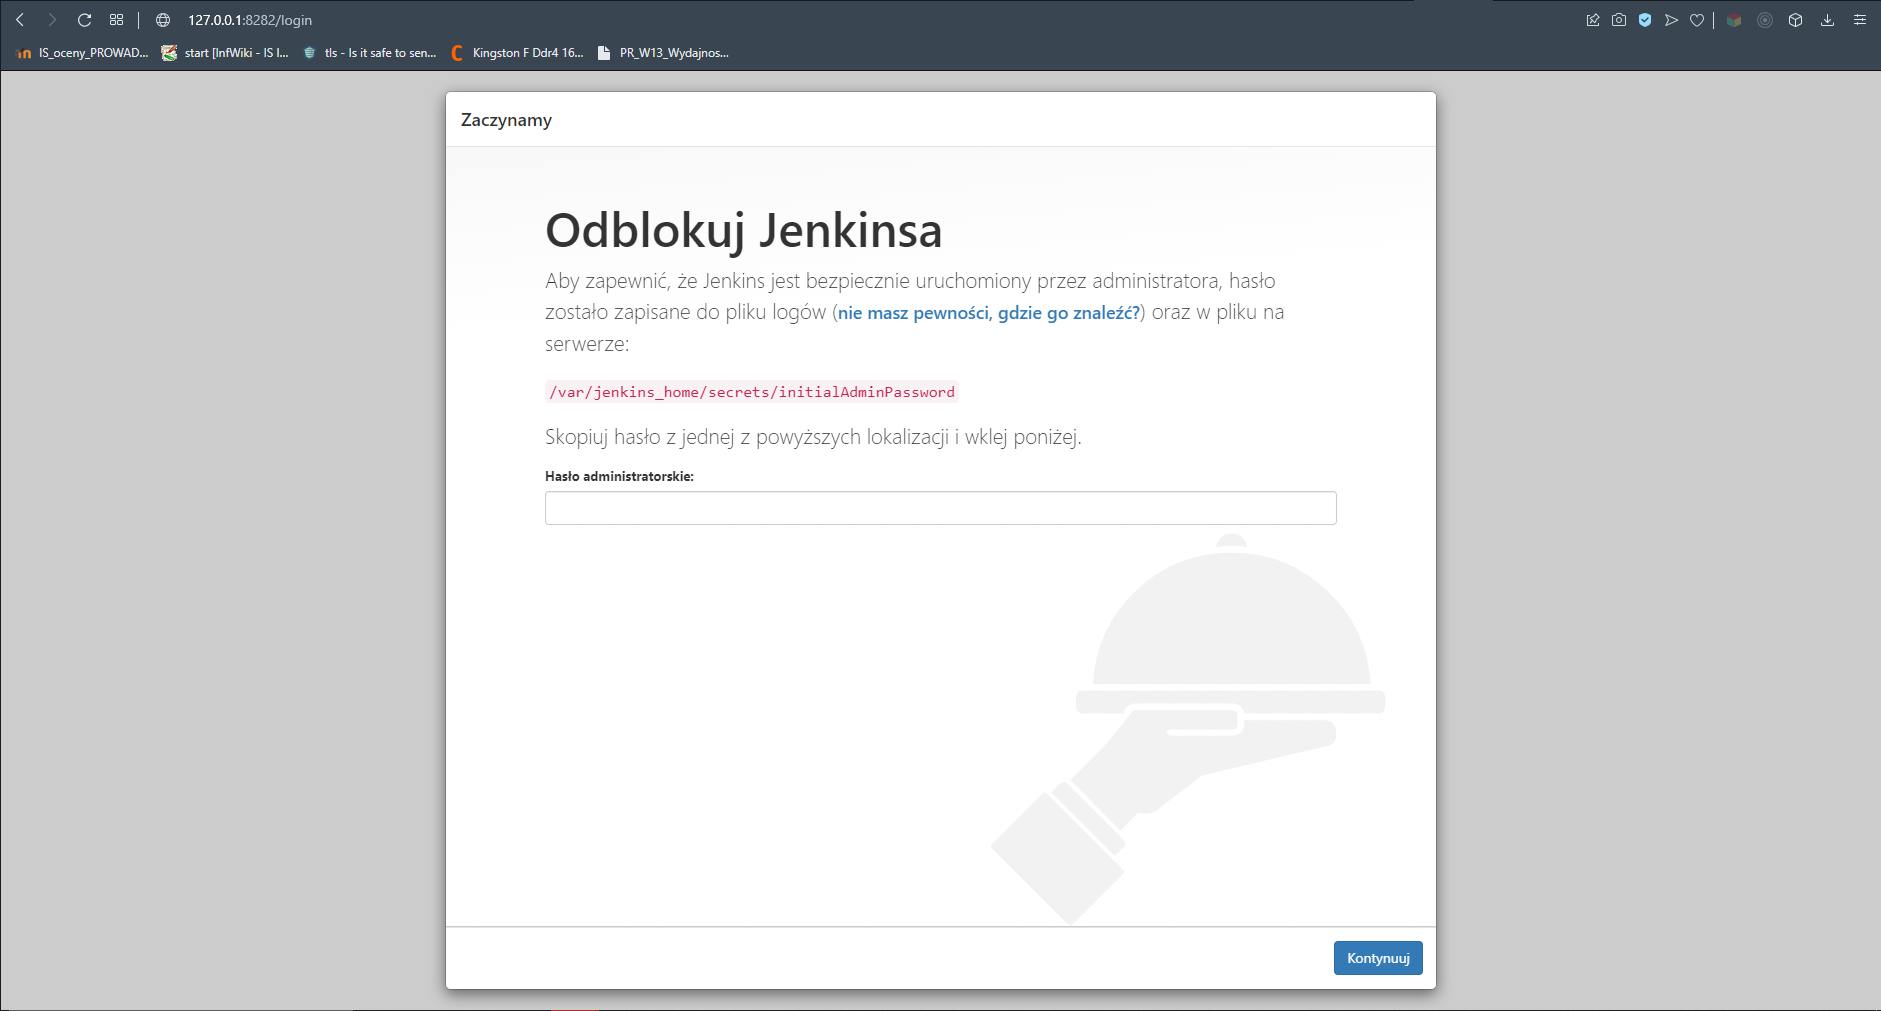 127.0.0.1:8282/login
IS_oceny_PROWAD... start [InfWiki - IS I... tls - Is it safe to sen... Kingston F Ddr4 16... PR_W13_Wydajnos...
Zaczynamy
Odblokuj Jenkinsa
Aby zapewnić, że Jenkins jest bezpiecznie uruchomiony przez administratora, hasło
zostało zapisane do pliku logów (nie masz pewności, gdzie go znaleźć?) oraz w pliku na
serwerze:
/var/jenkins_home/secrets/initialAdminPassword
Skopiuj hasło z jednej z powyższych lokalizacji i wklej poniżej.
Hasło administratorskie:
Kontynuuj